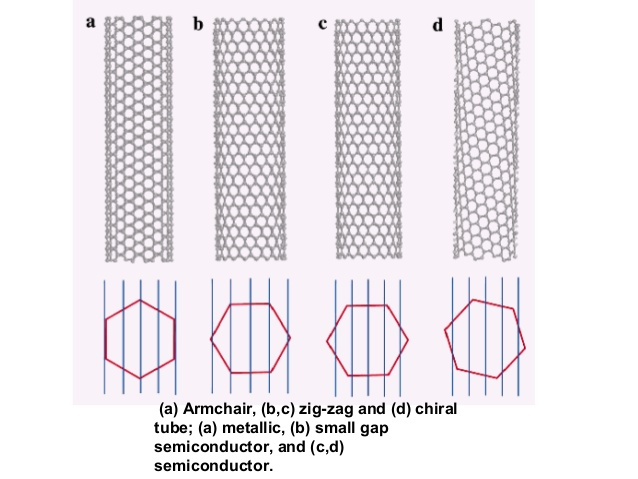 a b c d
(a) Armchair, (b,c) zig-zag and (d) chiral
tube; (a) metallic, (b) small gap
semiconductor, and (c,d)
semiconductor.